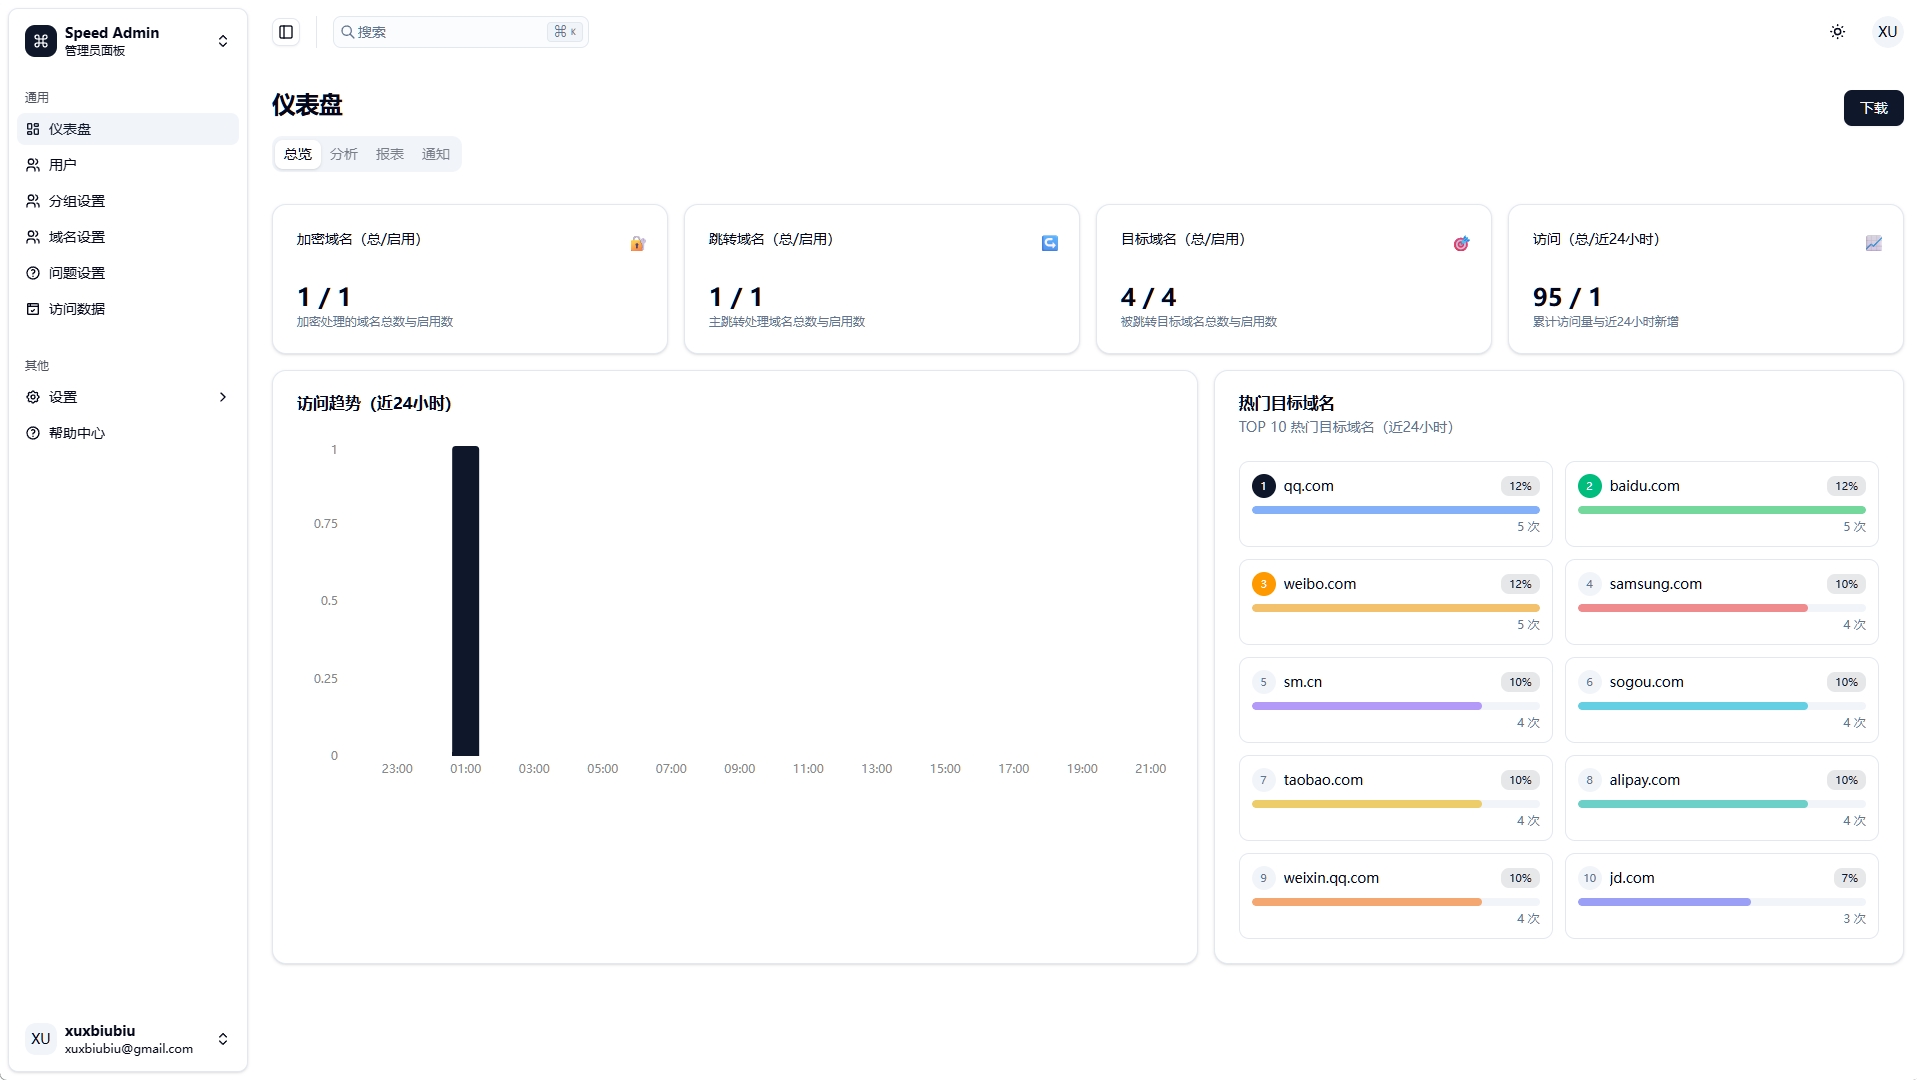 Speed Admin
管理员面板
通用
仪表盘
用户
分组设置
域名设置
问题设置
访问数据
其他
设置
帮助中心
XU
xuxbiubiu
xuxbiubiu@gmail.com
搜索
⌘ K
XU
仪表盘
下载
总览
分析
报表
通知
加密域名（总/启用）
1 / 1
加密处理的域名总数与启用数
跳转域名（总/启用）
1 / 1
主跳转处理域名总数与启用数
目标域名（总/启用）
4 / 4
被跳转目标域名总数与启用数
访问（总/近24小时）
95 / 1
累计访问量与近24小时新增
访问趋势（近24小时）
1
0.75
0.5
0.25
0
23:00 01:00 03:00 05:00 07:00 09:00 11:00 13:00 15:00 17:00 19:00 21:00
热门目标域名
TOP 10 热门目标域名（近24小时）
1 qq.com 12%
5 次
2 baidu.com 12%
5 次
3 weibo.com 12%
5 次
4 samsung.com 10%
4 次
5 sm.cn 10%
4 次
6 sogou.com 10%
4 次
7 taobao.com 10%
4 次
8 alipay.com 10%
4 次
9 weixin.qq.com 10%
4 次
10 jd.com 7%
3 次